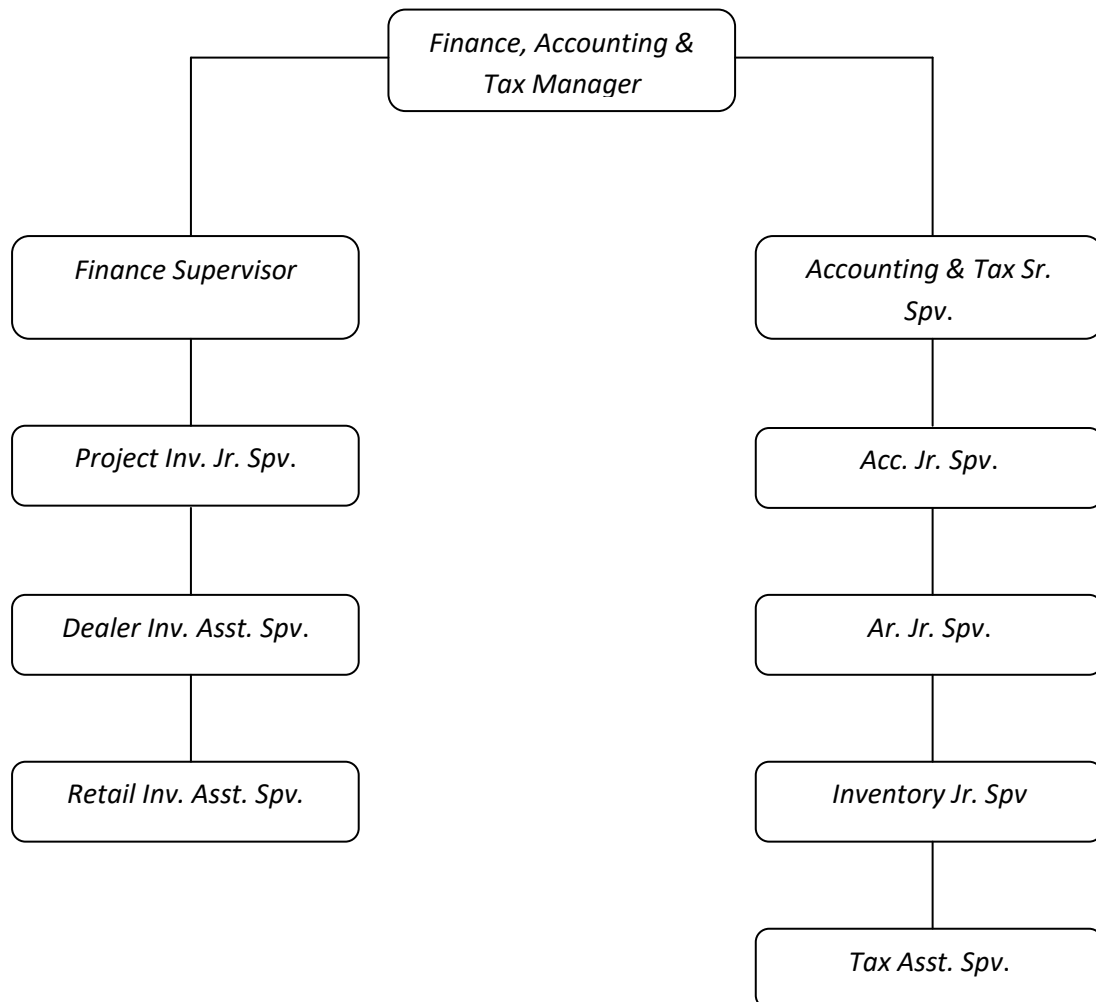 Finance, Accounting &
Tax Manager
Finance Supervisor
Accounting & Tax Sr.
Spv.
Project Inv. Jr. Spv.
Acc. Jr. Spv.
Dealer Inv. Asst. Spv.
Ar. Jr. Spv.
Retail Inv. Asst. Spv.
Inventory Jr. Spv
Tax Asst. Spv.